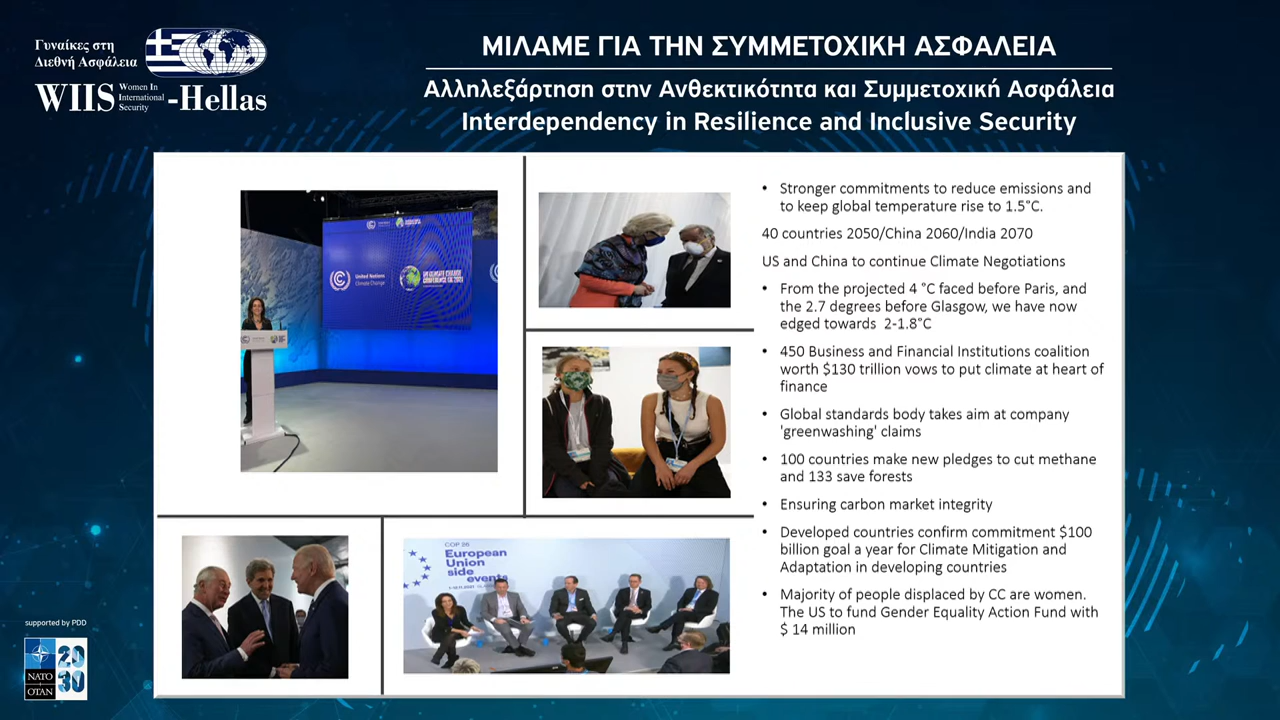 Γυναίκες στη
Διεθνή Ασφάλεια
WIIS Women In International Security -Hellas
ΜΙΛΑΜΕ ΓΙΑ ΤΗΝ ΣΥΜΜΕΤΟΧΙΚΗ ΑΣΦΑΛΕΙΑ
Αλληλεξάρτηση στην Ανθεκτικότητα και Συμμετοχική Ασφάλεια
Interdependency in Resilience and Inclusive Security
United Nations
Climate Change
UN CLIMATE CHANGE
CONFERENCE UK 2021
COP 26
European
Union
side
events
• Stronger commitments to reduce emissions and
to keep global temperature rise to 1.5°C.
40 countries 2050/China 2060/India 2070
US and China to continue Climate Negotiations
• From the projected 4 °C faced before Paris, and
the 2.7 degrees before Glasgow, we have now
edged towards 2-1.8°C
• 450 Business and Financial Institutions coalition
worth $130 trillion vows to put climate at heart of
finance
• Global standards body takes aim at company
'greenwashing' claims
• 100 countries make new pledges to cut methane
and 133 save forests
• Ensuring carbon market integrity
• Developed countries confirm commitment $100
billion goal a year for Climate Mitigation and
Adaptation in developing countries
• Majority of people displaced by CC are women.
The US to fund Gender Equality Action Fund with
$ 14 million
supported by PDD
NATO
OTAN
2030